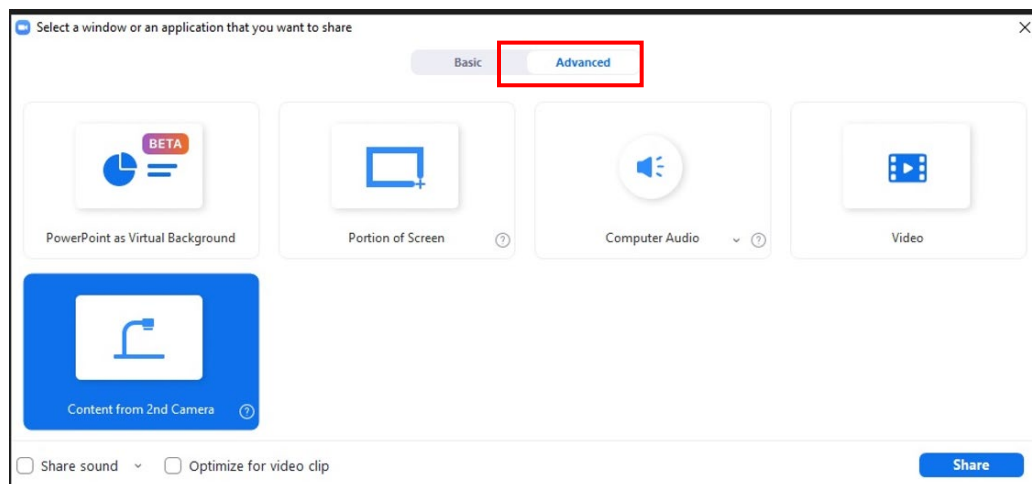 Select a window or an application that you want to share
Basic Advanced
BETA
PowerPoint as Virtual Background
Portion of Screen
Computer Audio
Video
Content from 2nd Camera
Share sound
Optimize for video clip
Share